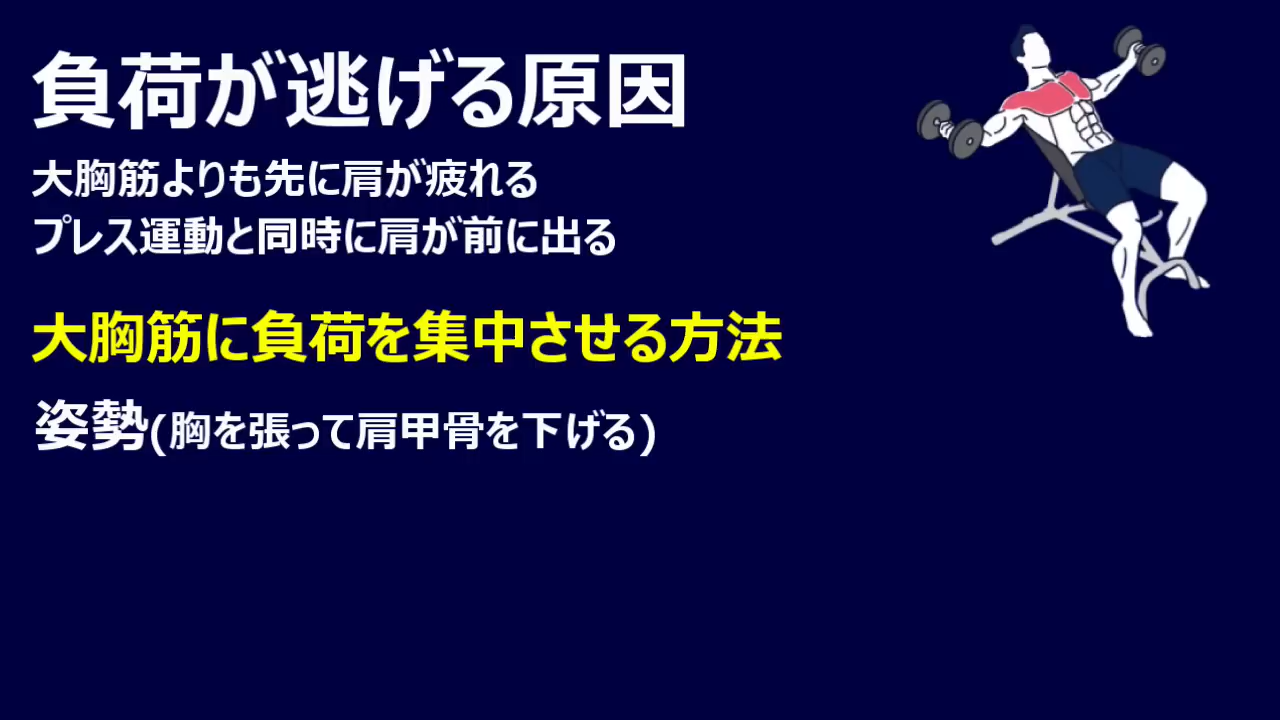 負荷が逃げる原因
大胸筋よりも先に肩が疲れる
プレス運動と同時に肩が前に出る
大胸筋に負荷を集中させる方法
姿勢(胸を張って肩甲骨を下げる)